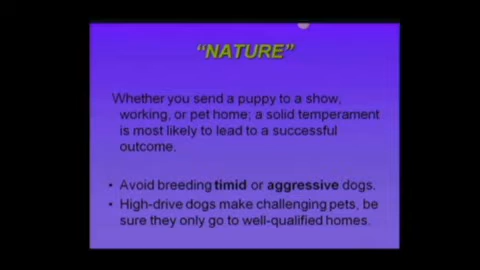 “NATURE”
Whether you send a puppy to a show,
working, or pet home; a solid temperament
is most likely to lead to a successful
outcome.
• Avoid breeding timid or aggressive dogs.
• High-drive dogs make challenging pets, be
sure they only go to well-qualified homes.